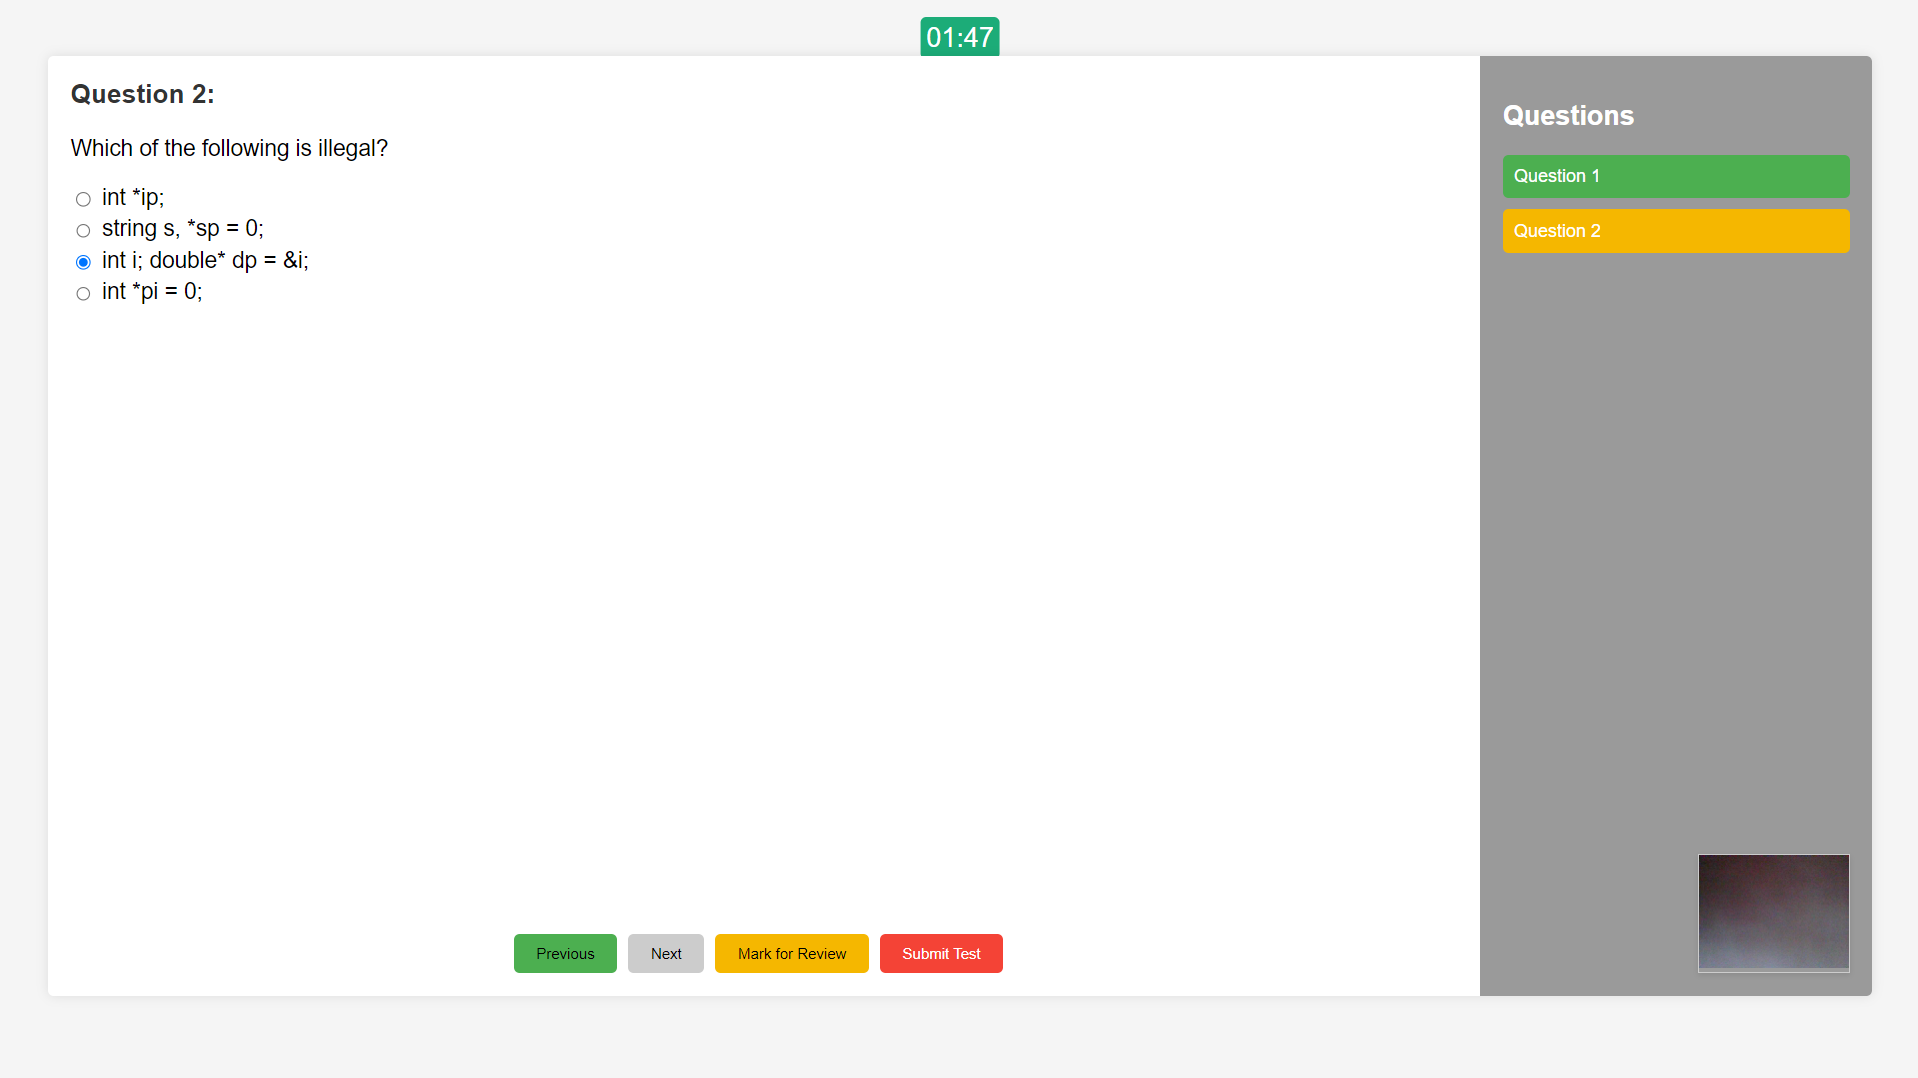 01:47
Question 2:
Which of the following is illegal?
int *ip;
string s, *sp = 0;
int i; double* dp = &i;
int *pi = 0;
Previous
Next
Mark for Review
Submit Test
Questions
Question 1
Question 2